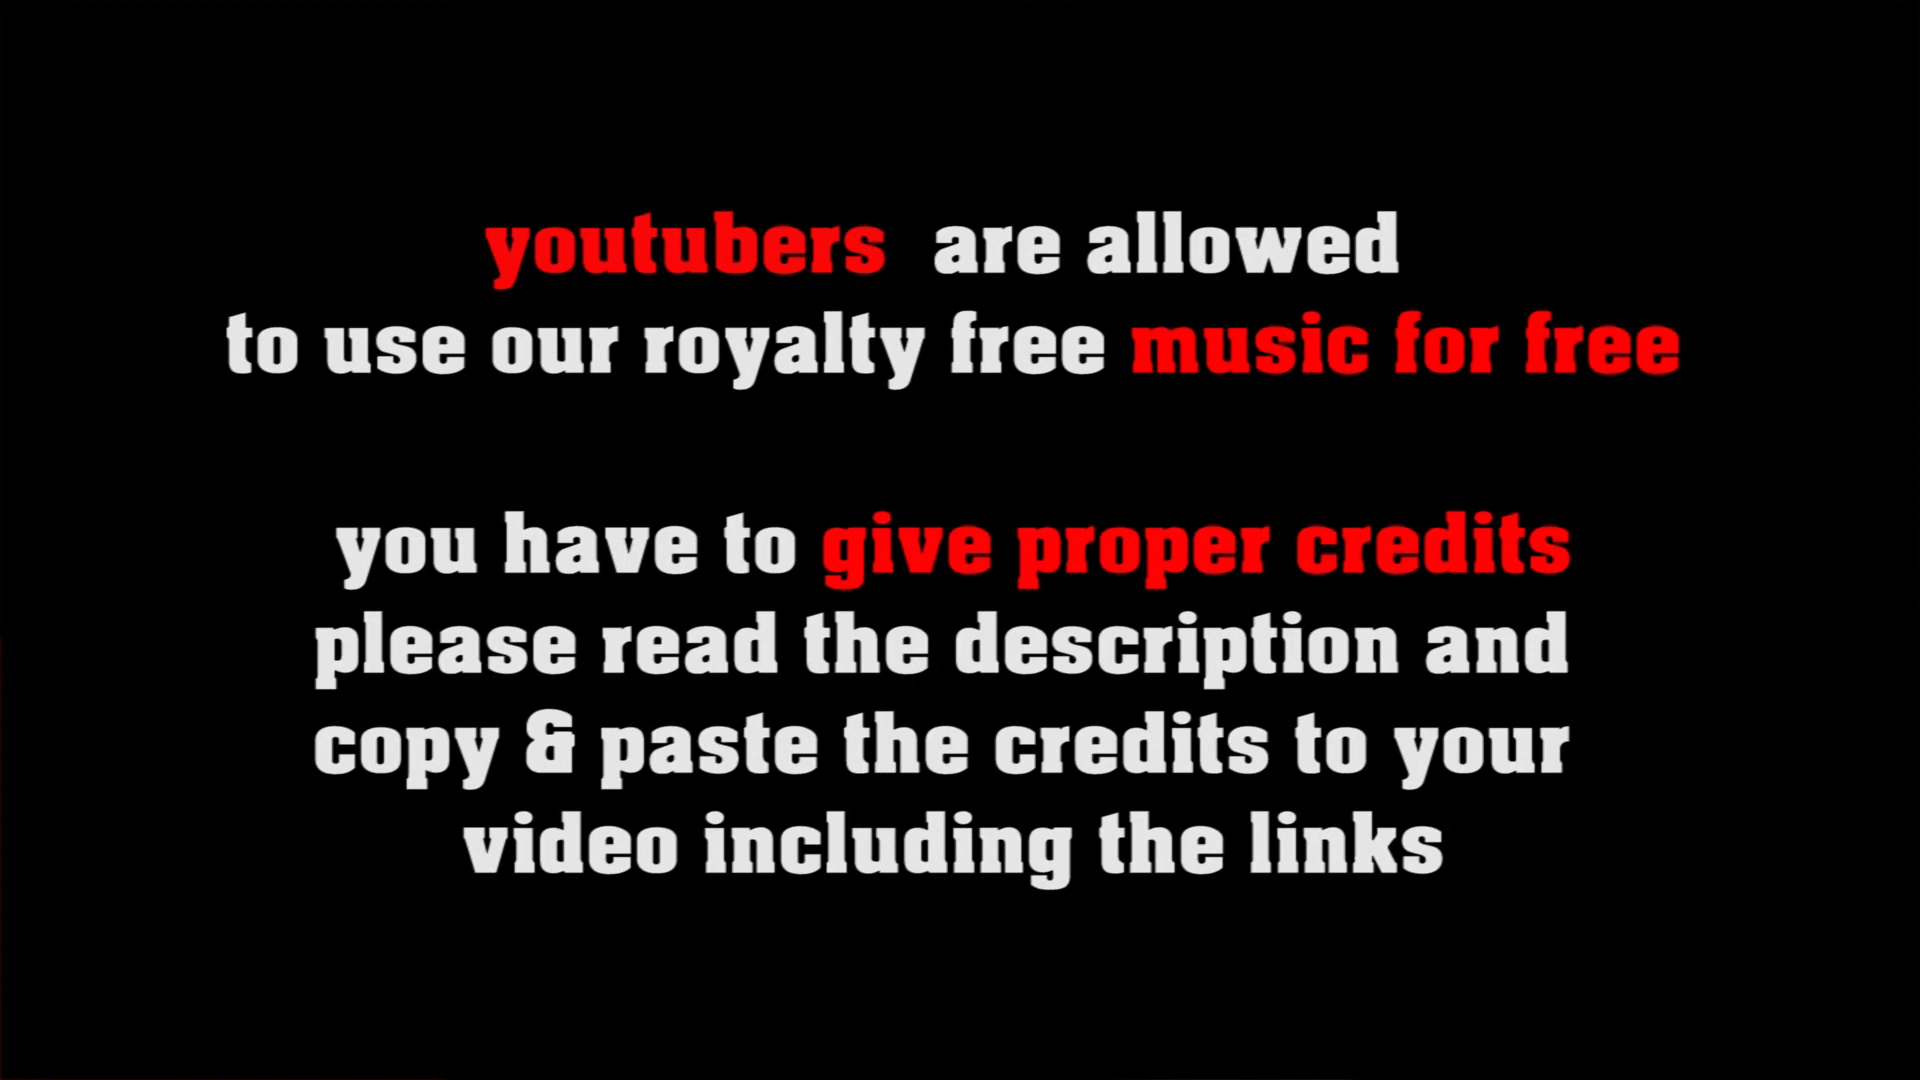 youtubers are allowed
to use our royalty free music for free
you have to give proper credits
please read the description and
copy & paste the credits to your
video including the links